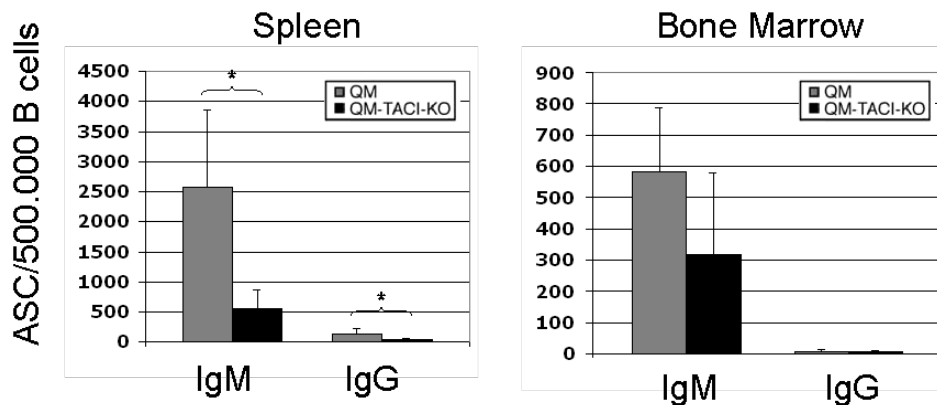 Spleen
Bone Marrow
ASC/500.000 B cells
4500
4000
3500
3000
2500
2000
1500
1000
500
0
*
QM
QM-TACI-KO
*
IgM
IgG
900
800
700
600
500
400
300
200
100
0
QM
QM-TACI-KO
IgM
IgG